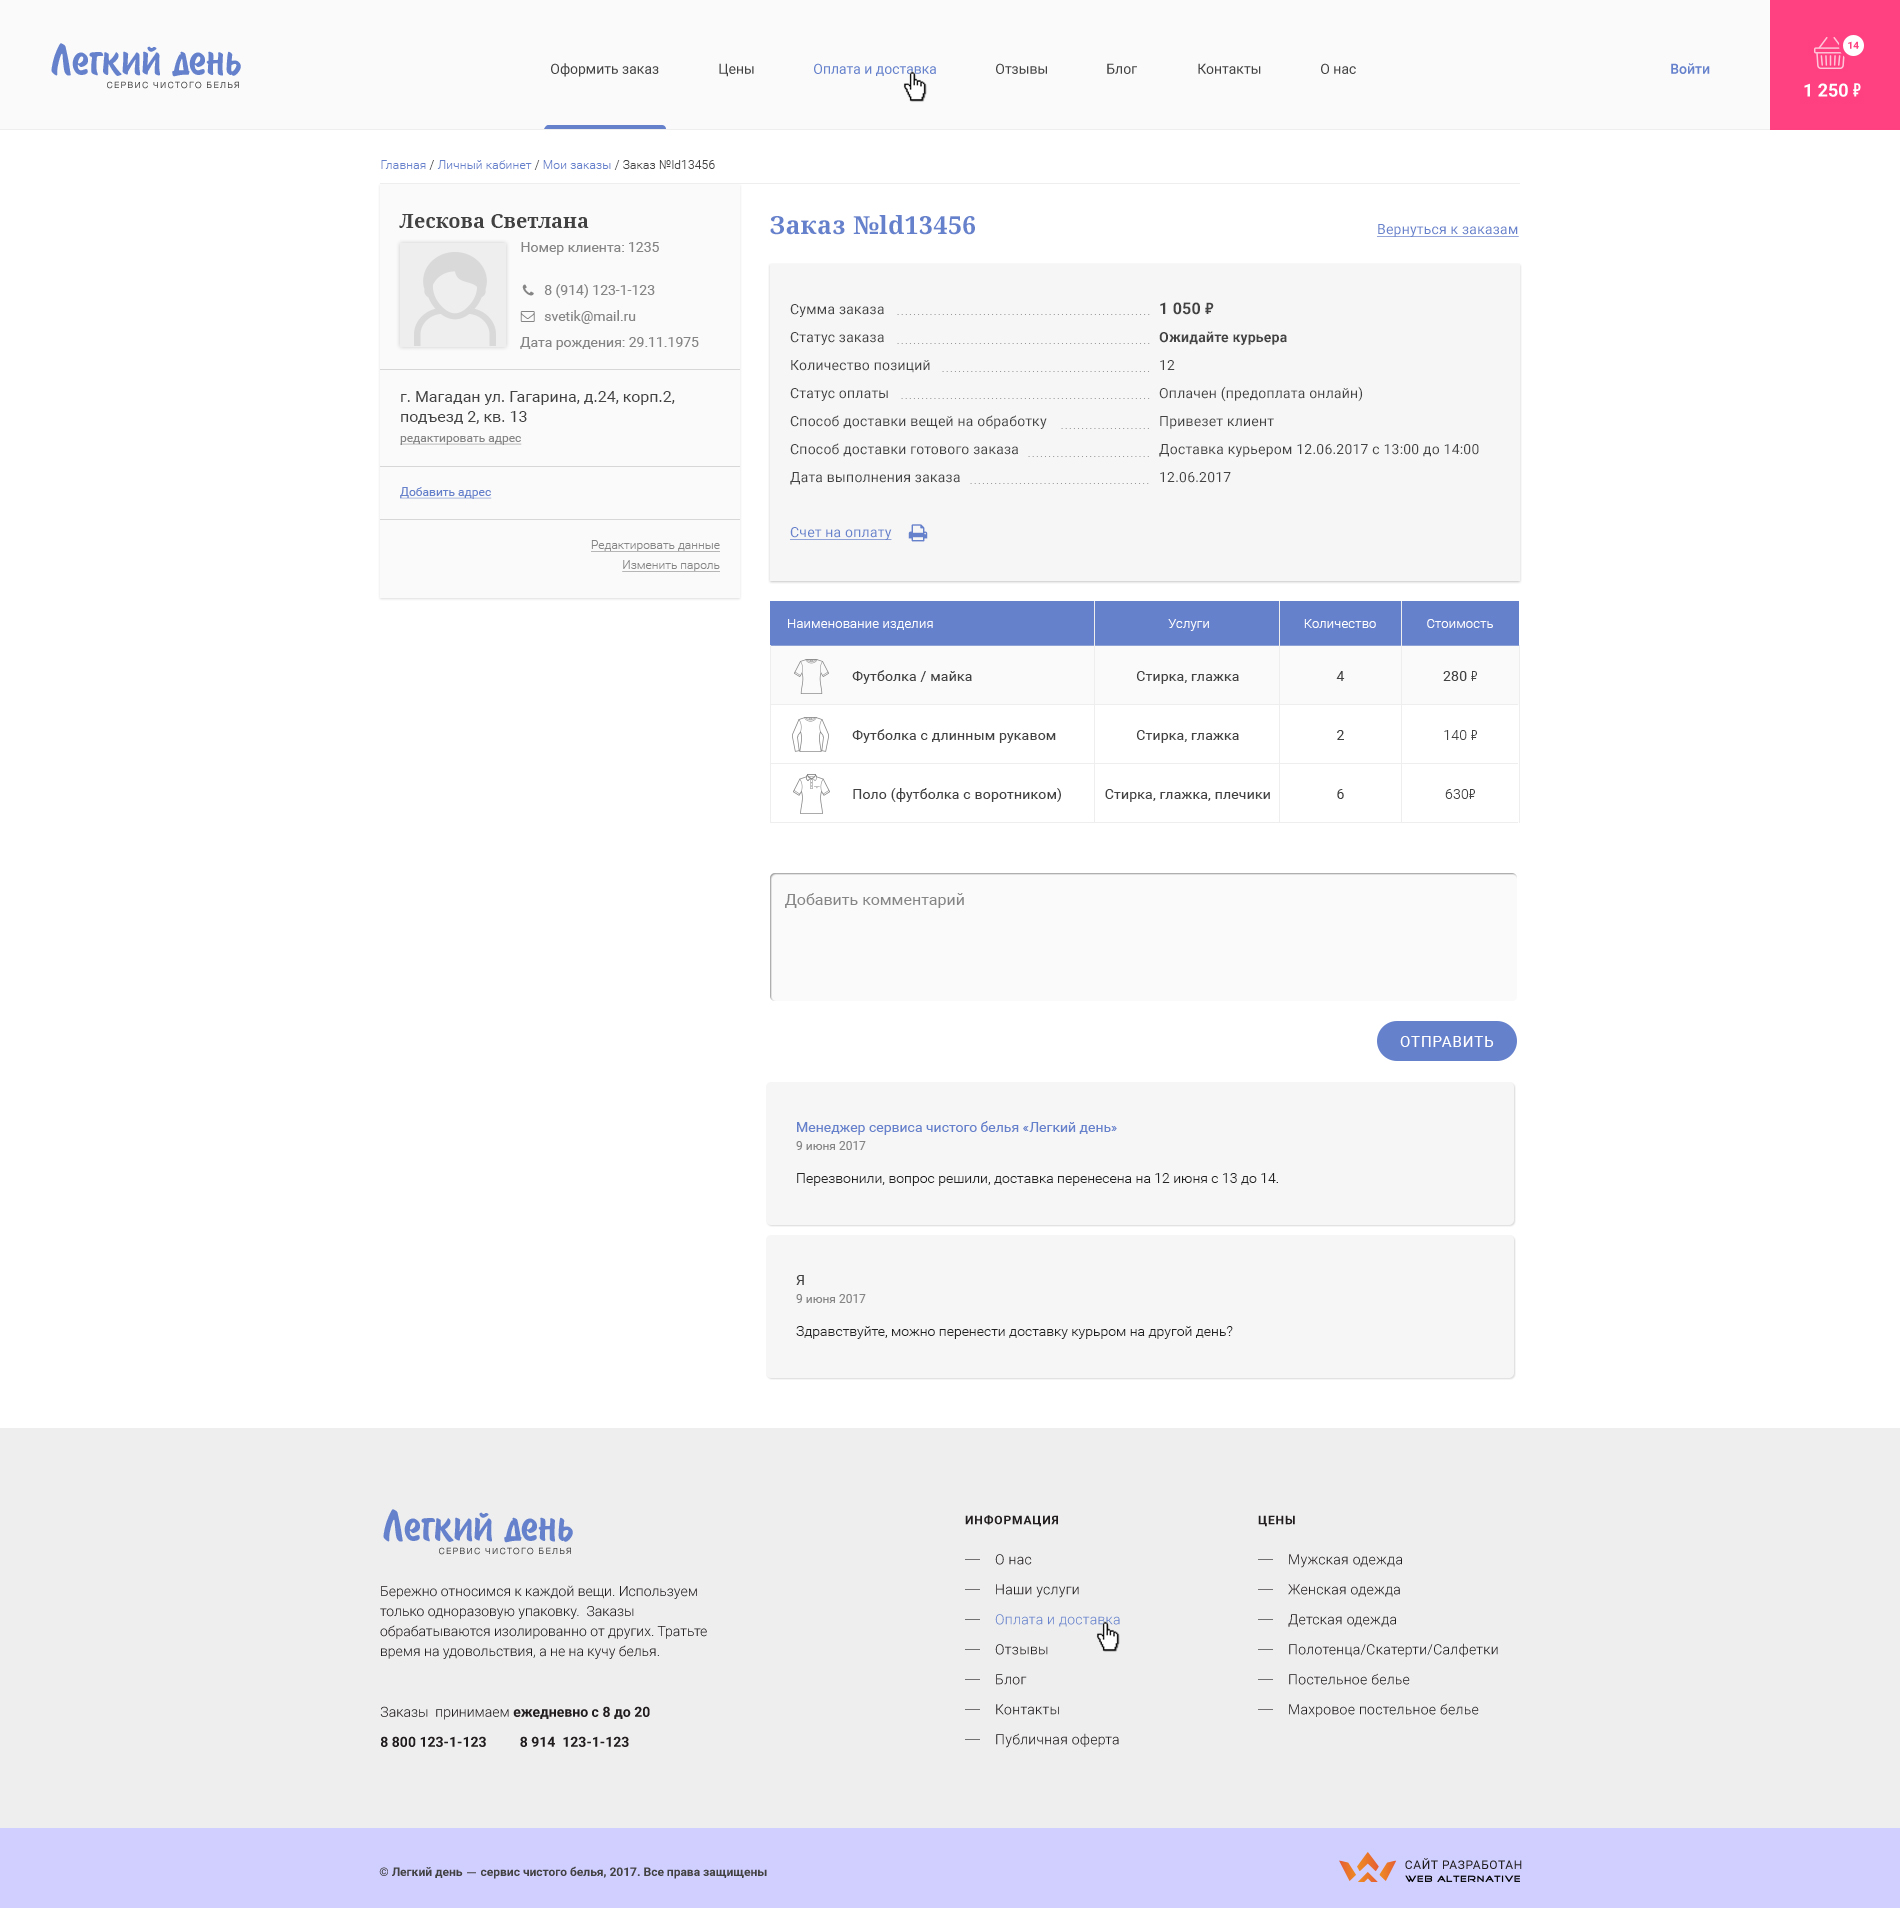 Легкий день
СЕРВИС ЧИСТОГО БЕЛЬЯ
Оформить заказ
Цены
Оплата и доставка
Отзывы
Блог
Контакты
О нас
Войти
14
1 250 ₽
Главная / Личный кабинет / Мои заказы / Заказ №ld13456
Лескова Светлана
Номер клиента: 1235
8 (914) 123-1-123
svetik@mail.ru
Дата рождения: 29.11.1975
г. Магадан ул. Гагарина, д.24, корп.2,
подъезд 2, кв. 13
редактировать адрес
Добавить адрес
Редактировать данные
Изменить пароль
Заказ №ld13456
Вернуться к заказам
Сумма заказа 1 050 ₽
Статус заказа Ожидайте курьера
Количество позиций 12
Статус оплаты Оплачен (предоплата онлайн)
Способ доставки вещей на обработку Привезет клиент
Способ доставки готового заказа Доставка курьером 12.06.2017 с 13:00 до 14:00
Дата выполнения заказа 12.06.2017
Счет на оплату
Наименование изделия Услуги Количество Стоимость
Футболка / майка Стирка, глажка 4 280 ₽
Футболка с длинным рукавом Стирка, глажка 2 140 ₽
Поло (футболка с воротником) Стирка, глажка, плечики 6 630₽
Добавить комментарий
ОТПРАВИТЬ
Менеджер сервиса чистого белья «Легкий день»
9 июня 2017
Перезвонили, вопрос решили, доставка перенесена на 12 июня с 13 до 14.
Я
9 июня 2017
Здравствуйте, можно перенести доставку курьром на другой день?
Легкий день
СЕРВИС ЧИСТОГО БЕЛЬЯ
Бережно относимся к каждой вещи. Используем
только одноразовую упаковку. Заказы
обрабатываются изолированно от других. Тратьте
время на удовольствия, а не на кучу белья.
Заказы принимаем ежедневно с 8 до 20
8 800 123-1-123 8 914 123-1-123
ИНФОРМАЦИЯ
— О нас
— Наши услуги
— Оплата и доставка
— Отзывы
— Блог
— Контакты
— Публичная оферта
ЦЕНЫ
— Мужская одежда
— Женская одежда
— Детская одежда
— Полотенца/Скатерти/Салфетки
— Постельное белье
— Махровое постельное белье
© Легкий день — сервис чистого белья, 2017. Все права защищены
САЙТ РАЗРАБОТАН
WEB ALTERNATIVE